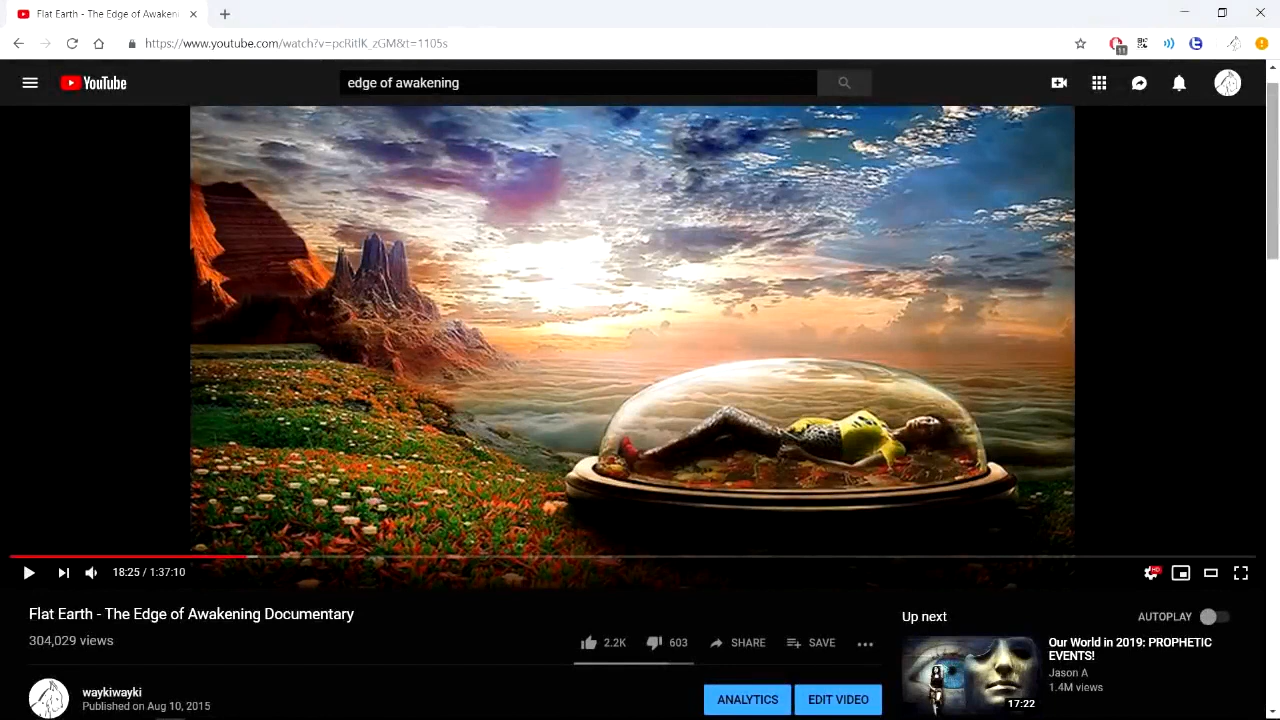 Flat Earth - The Edge of Awaken
https://www.youtube.com/watch?v=pcRitlK_zGM&t=1105s
11
YouTube
edge of awakening
HD
18:25 / 1:37:10
Flat Earth - The Edge of Awakening Documentary
304,029 views
2.2K
603
SHARE
SAVE
waykiwayki
Published on Aug 10, 2015
ANALYTICS
EDIT VIDEO
Up next
AUTOPLAY
Our World in 2019: PROPHETIC
EVENTS!
Jason A
1.4M views
17:22